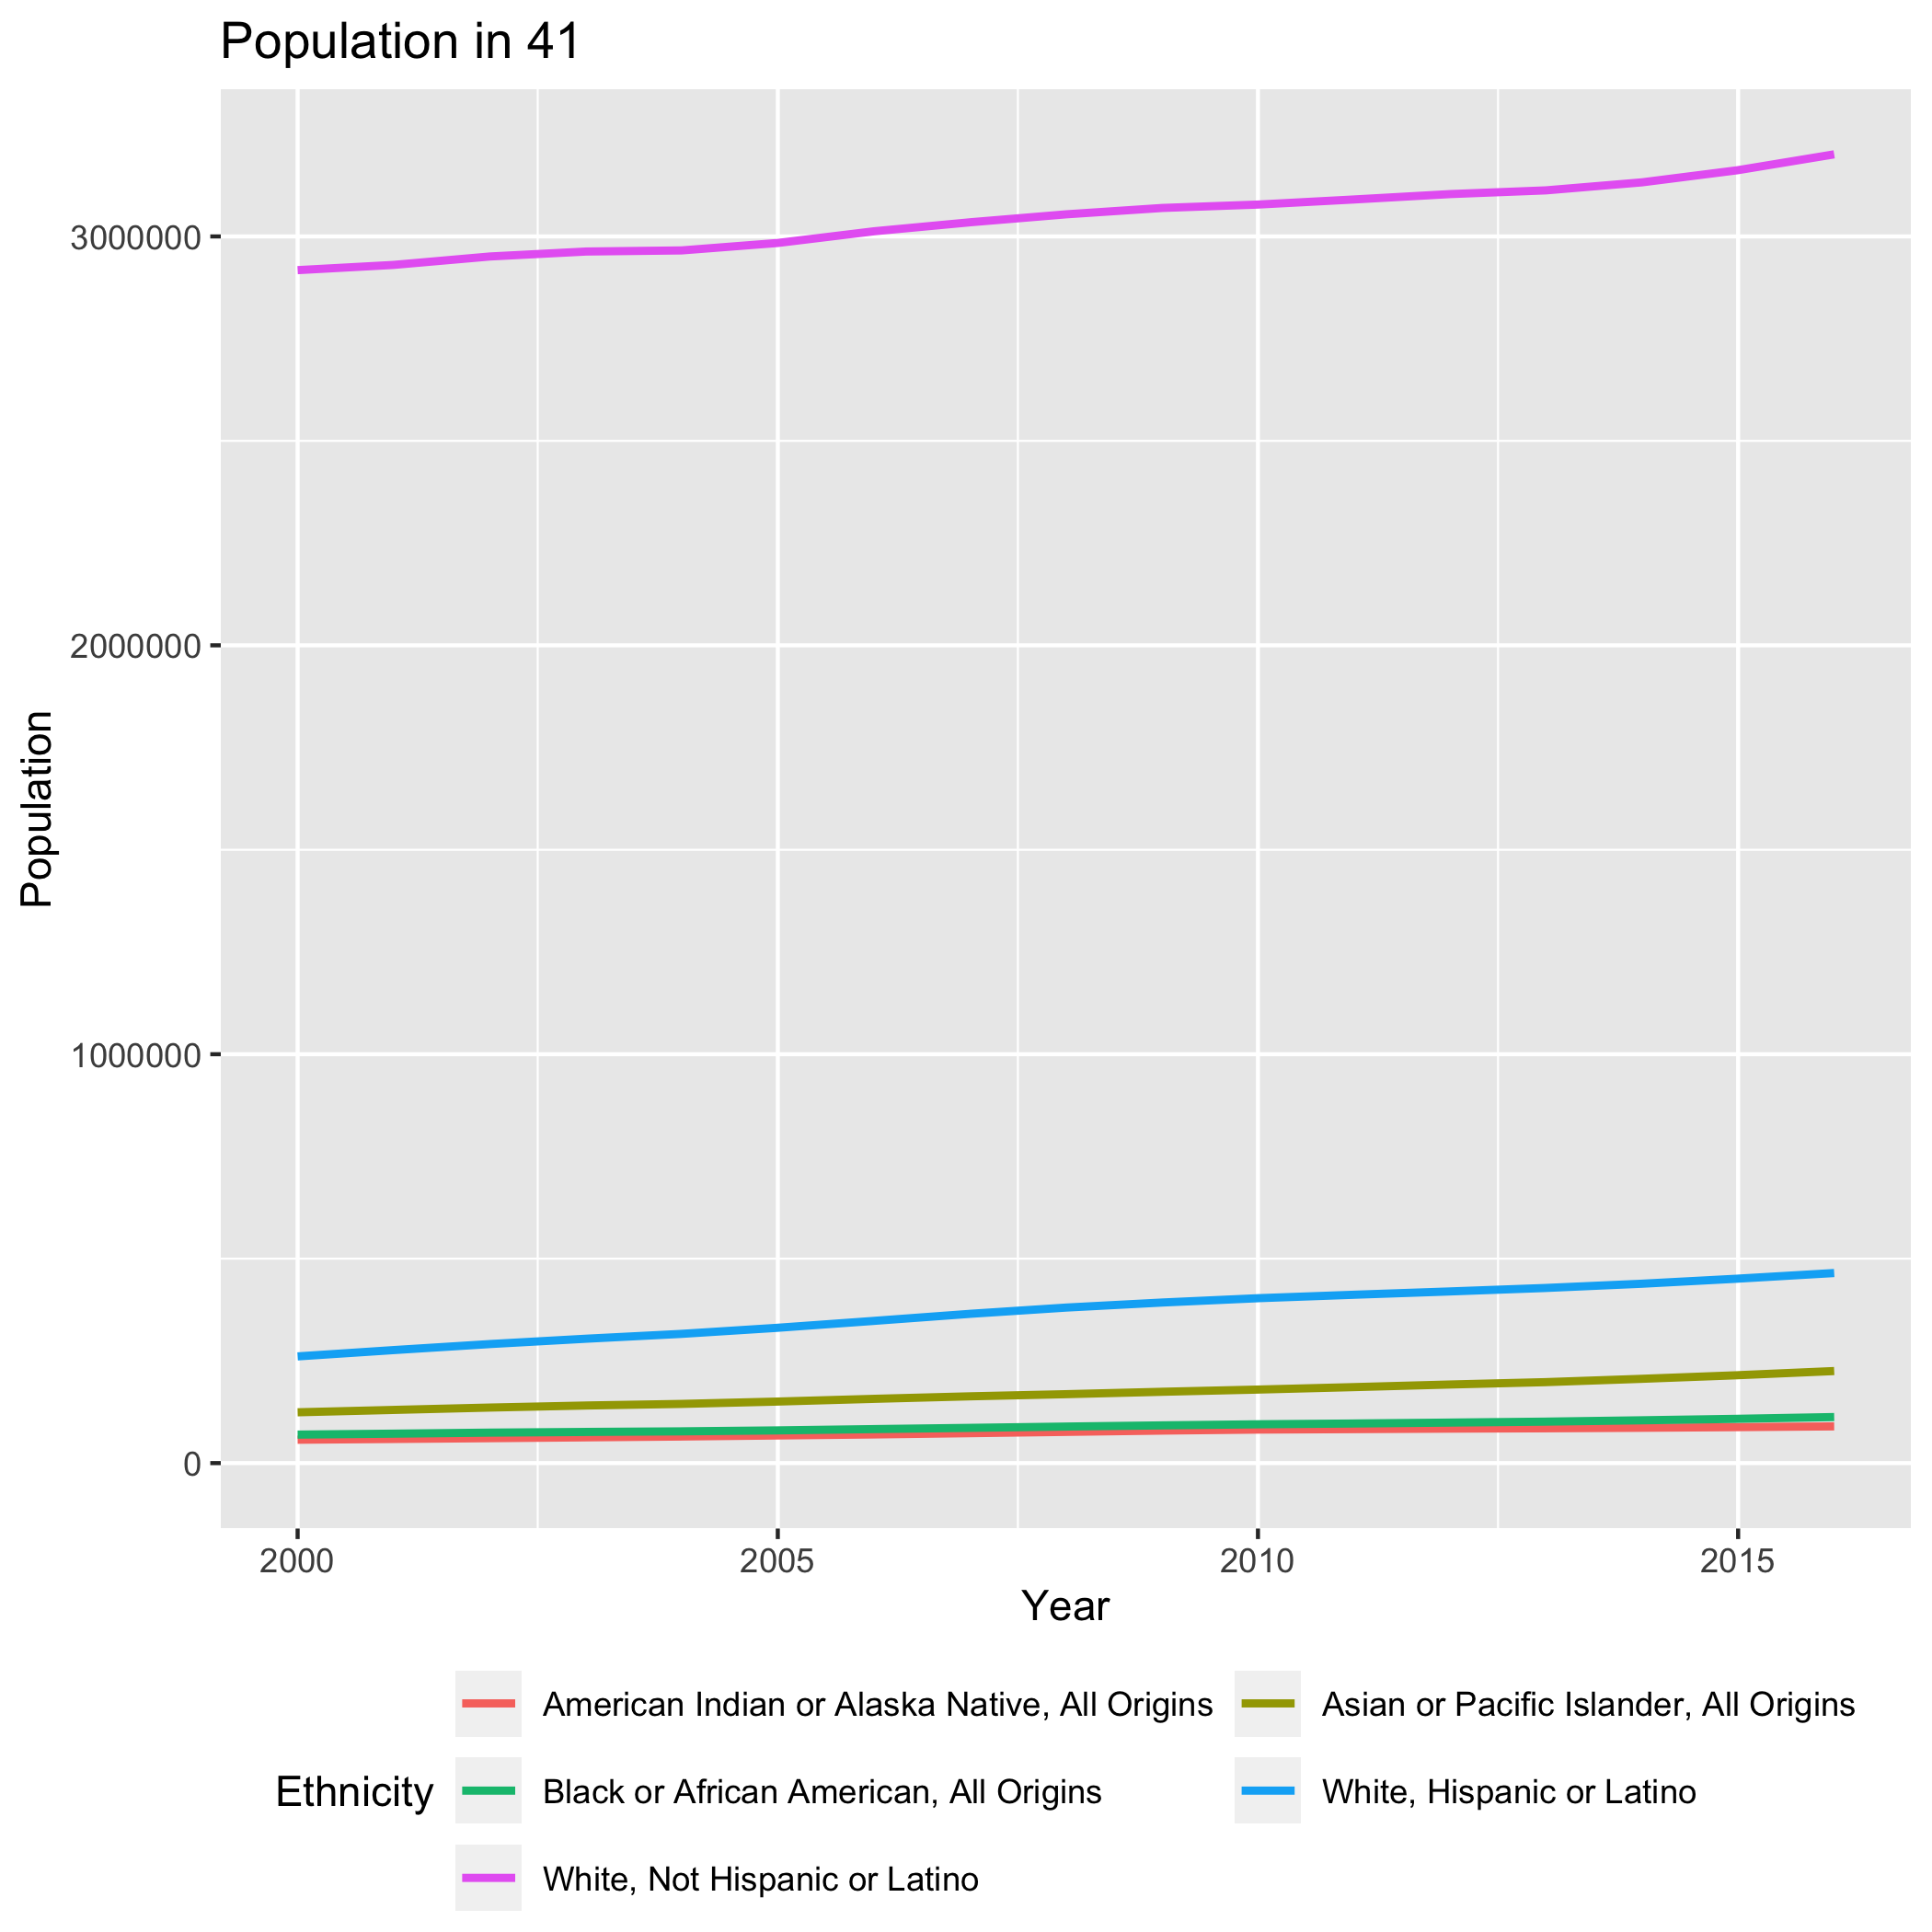 Population in 41
3000000
2000000
1000000
0
Population
2000 2005 2010 2015
Year
Ethnicity
American Indian or Alaska Native, All Origins
Asian or Pacific Islander, All Origins
Black or African American, All Origins
White, Hispanic or Latino
White, Not Hispanic or Latino